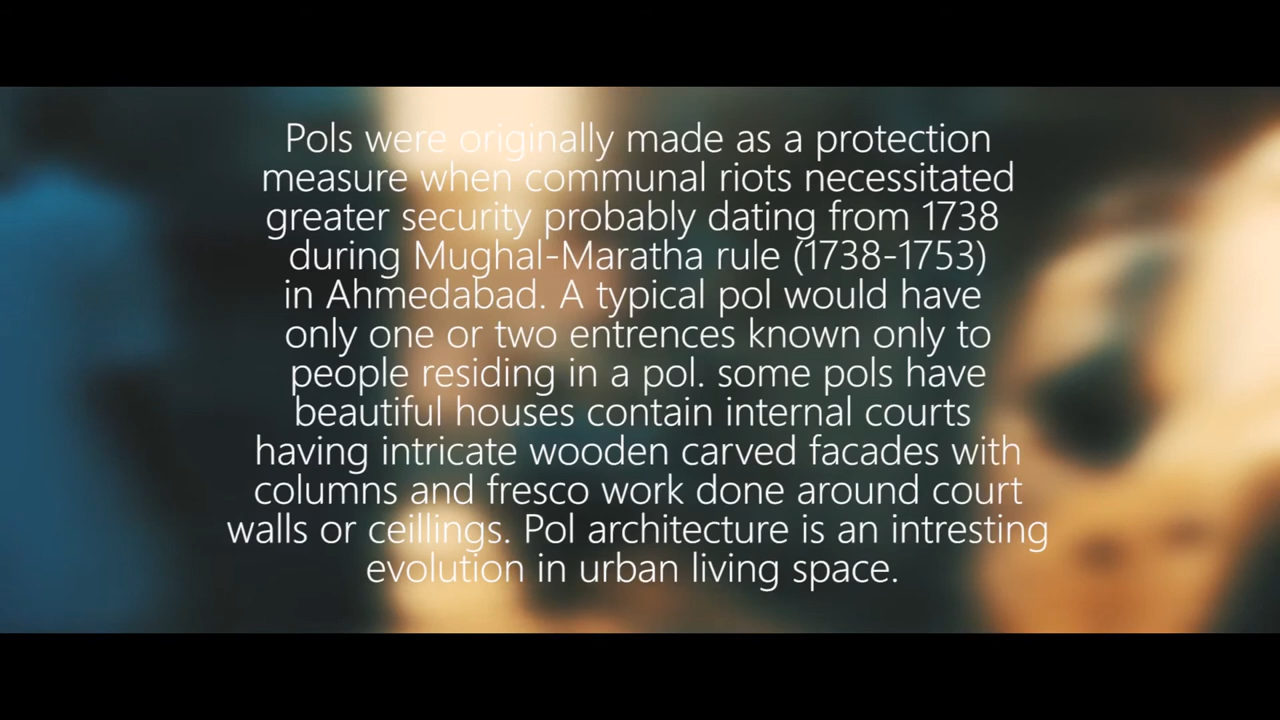 Pols were originally made as a protection
measure when communal riots necessitated
greater security probably dating from 1738
during Mughal-Maratha rule (1738-1753)
in Ahmedabad. A typical pol would have
only one or two entrences known only to
people residing in a pol. some pols have
beautiful houses contain internal courts
having intricate wooden carved facades with
columns and fresco work done around court
walls or ceillings. Pol architecture is an intresting
evolution in urban living space.